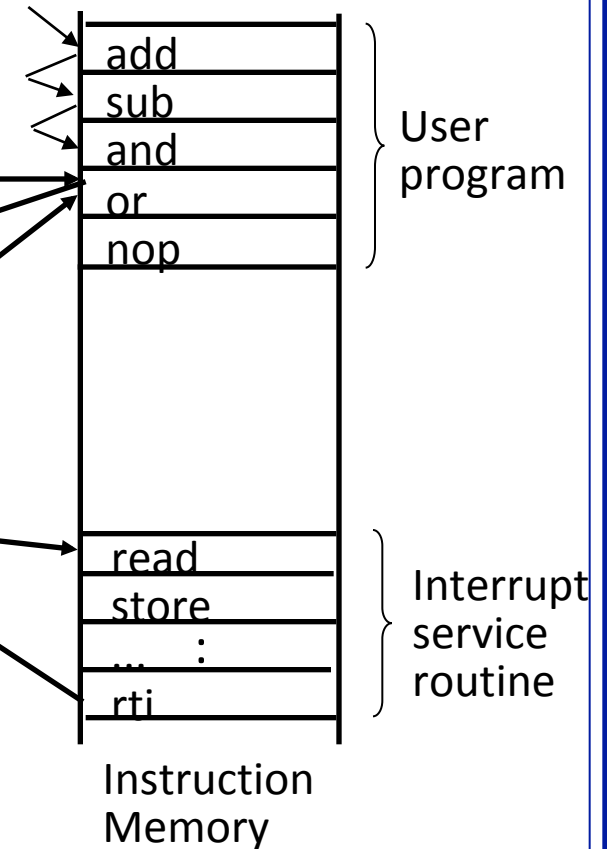 add
sub
and
or
nop
User
program
read
store
... :
rti
Interrupt
service
routine
Instruction
Memory